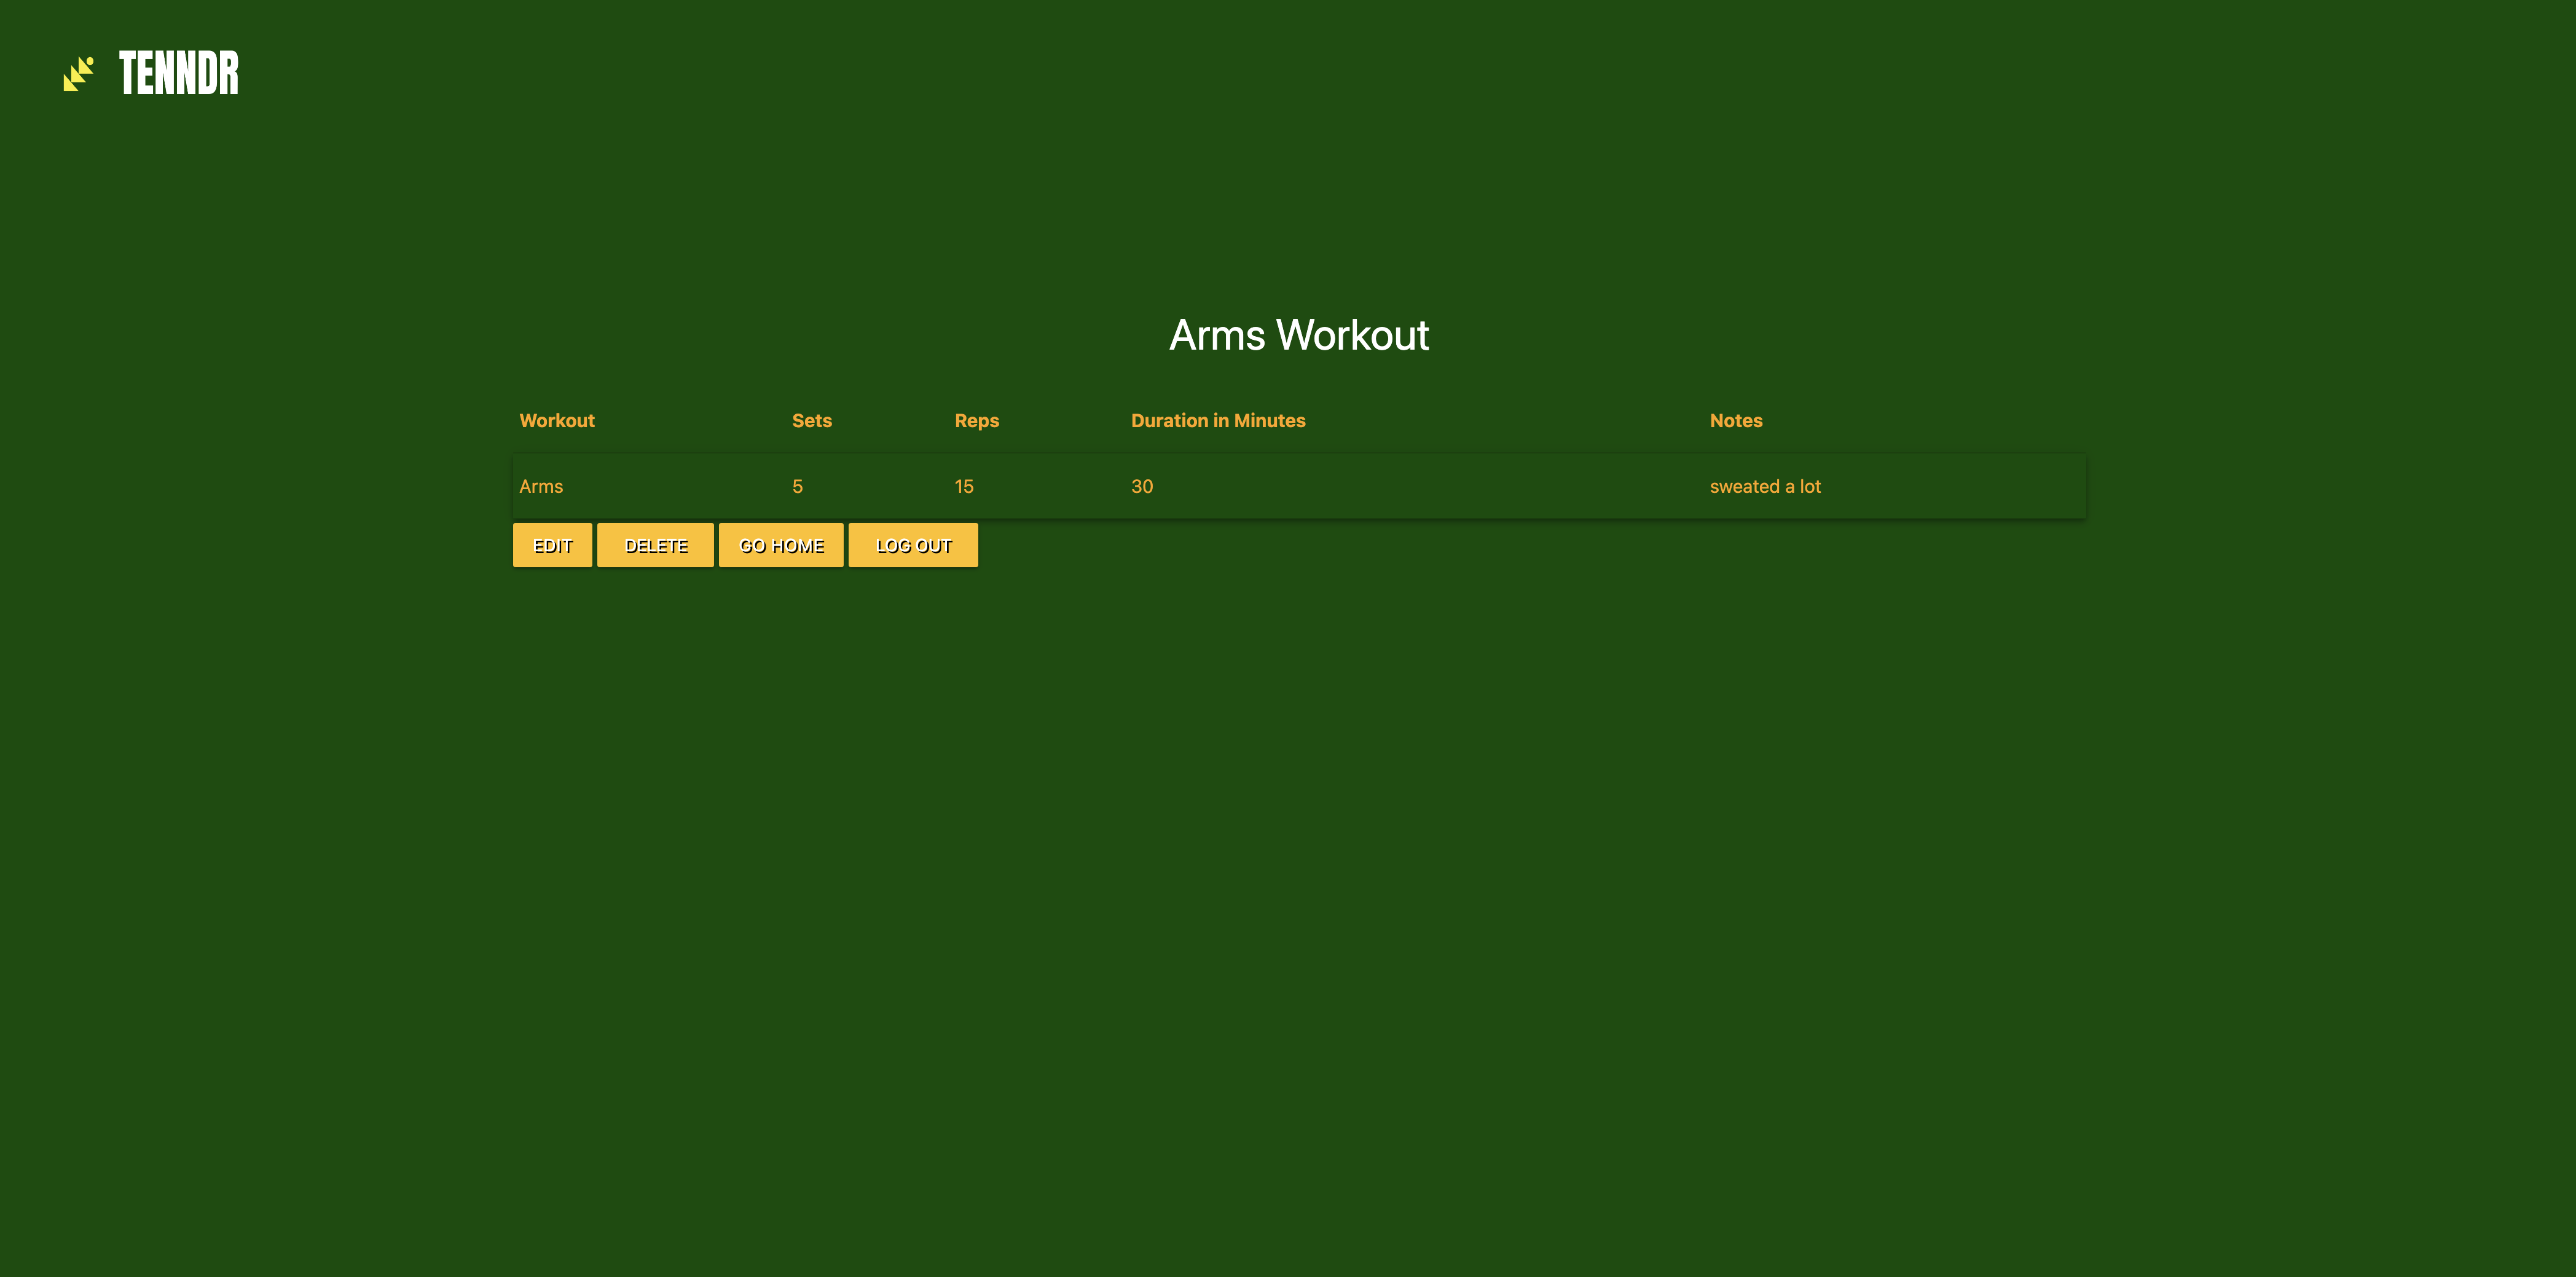 TENNDR
Arms Workout
Workout Sets Reps Duration in Minutes Notes
Arms 5 15 30 sweated a lot
EDIT DELETE GO HOME LOG OUT